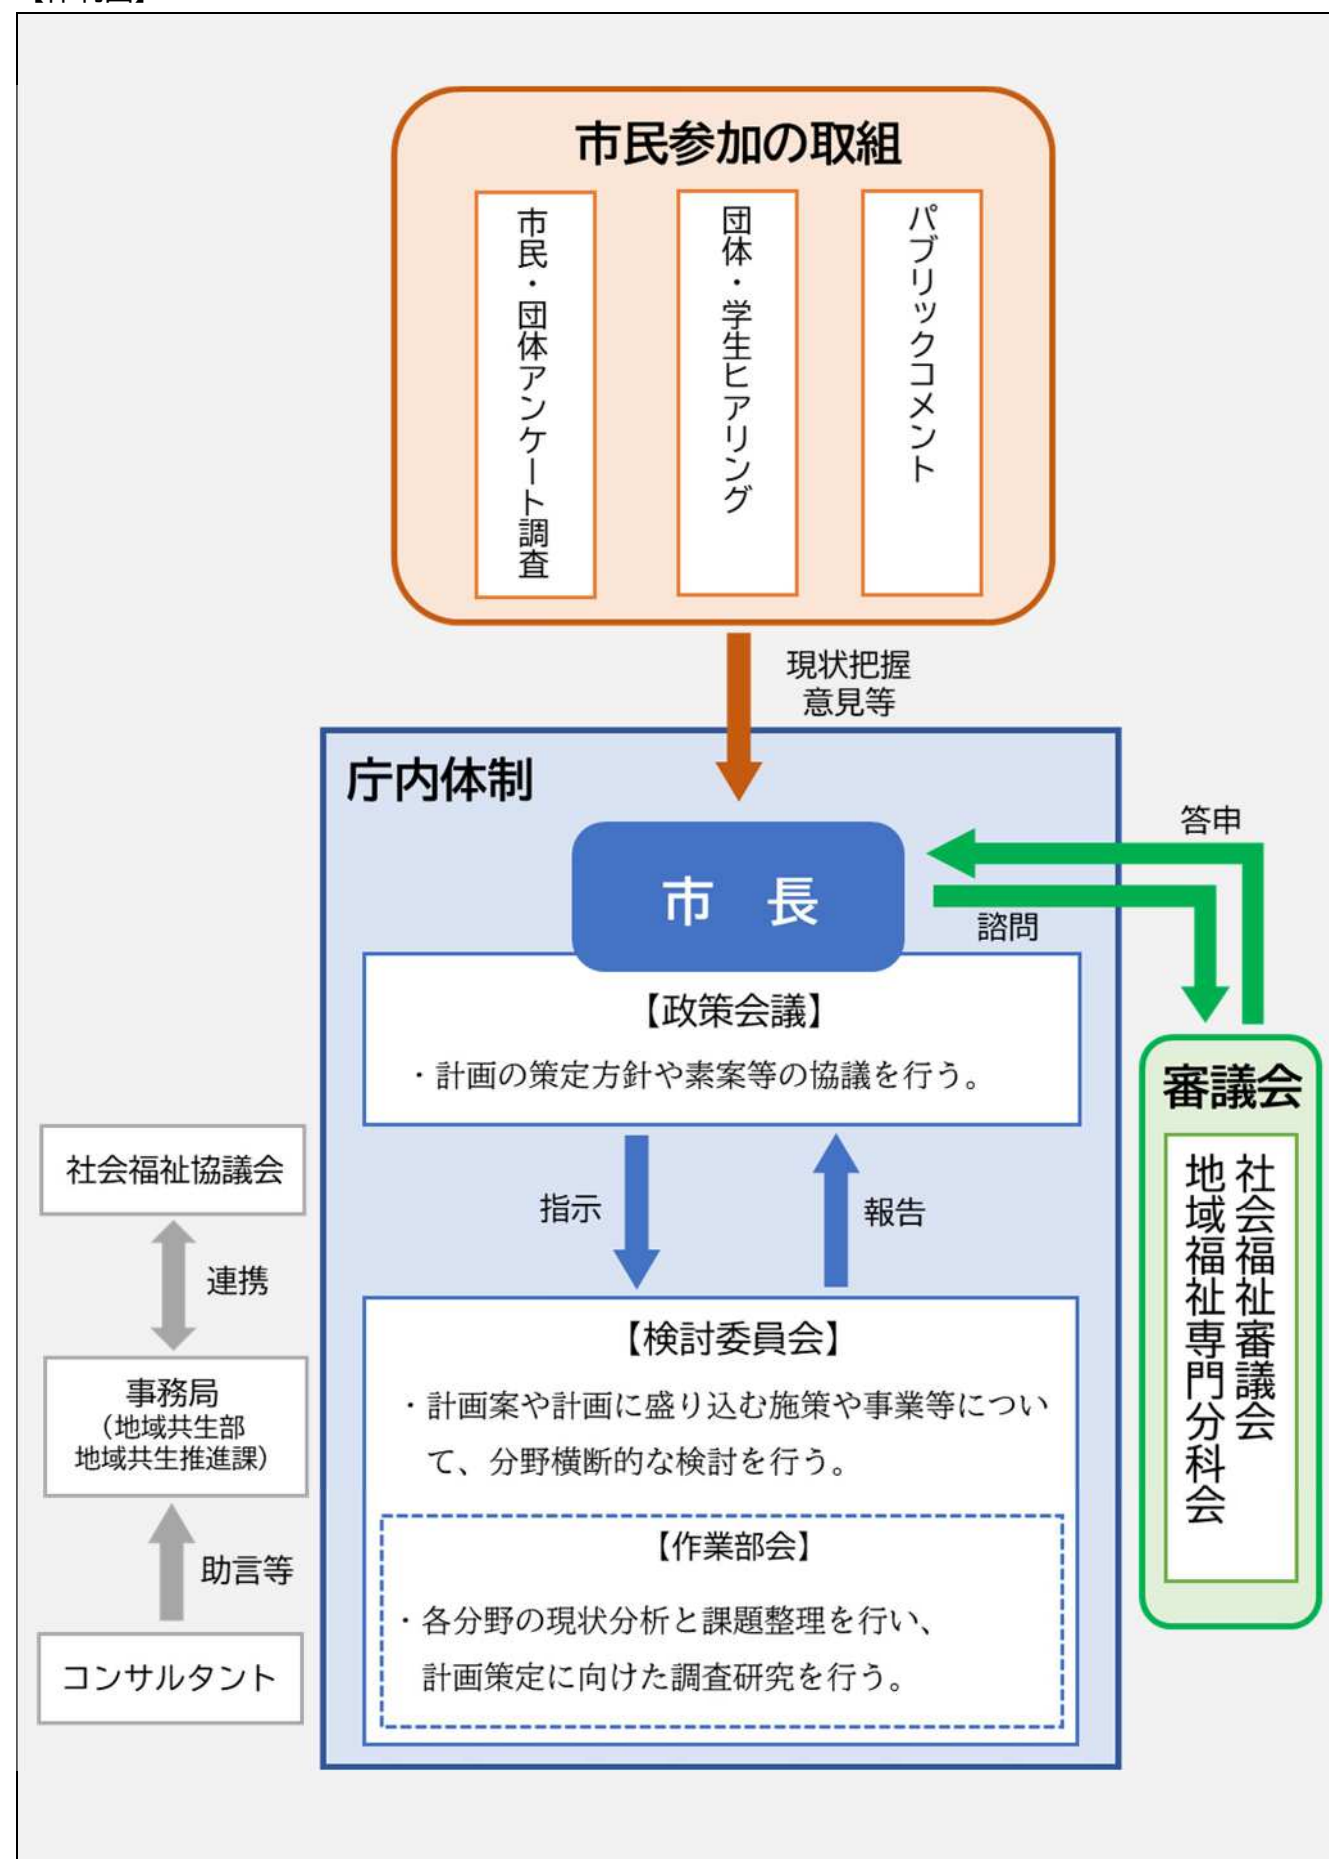 市民参加の取組
市民・団体アンケート調査
団体・学生ヒアリング
パブリックコメント
現状把握
意見等
庁内体制
市 長
答申
諮問
【政策会議】
・計画の策定方針や素案等の協議を行う。
指示
報告
【検討委員会】
・計画案や計画に盛り込む施策や事業等につい
て、分野横断的な検討を行う。
【作業部会】
・各分野の現状分析と課題整理を行い、
計画策定に向けた調査研究を行う。
審議会
社会福祉審議会
地域福祉専門分科会
社会福祉協議会
連携
事務局
（地域共生部
地域共生推進課）
助言等
コンサルタント